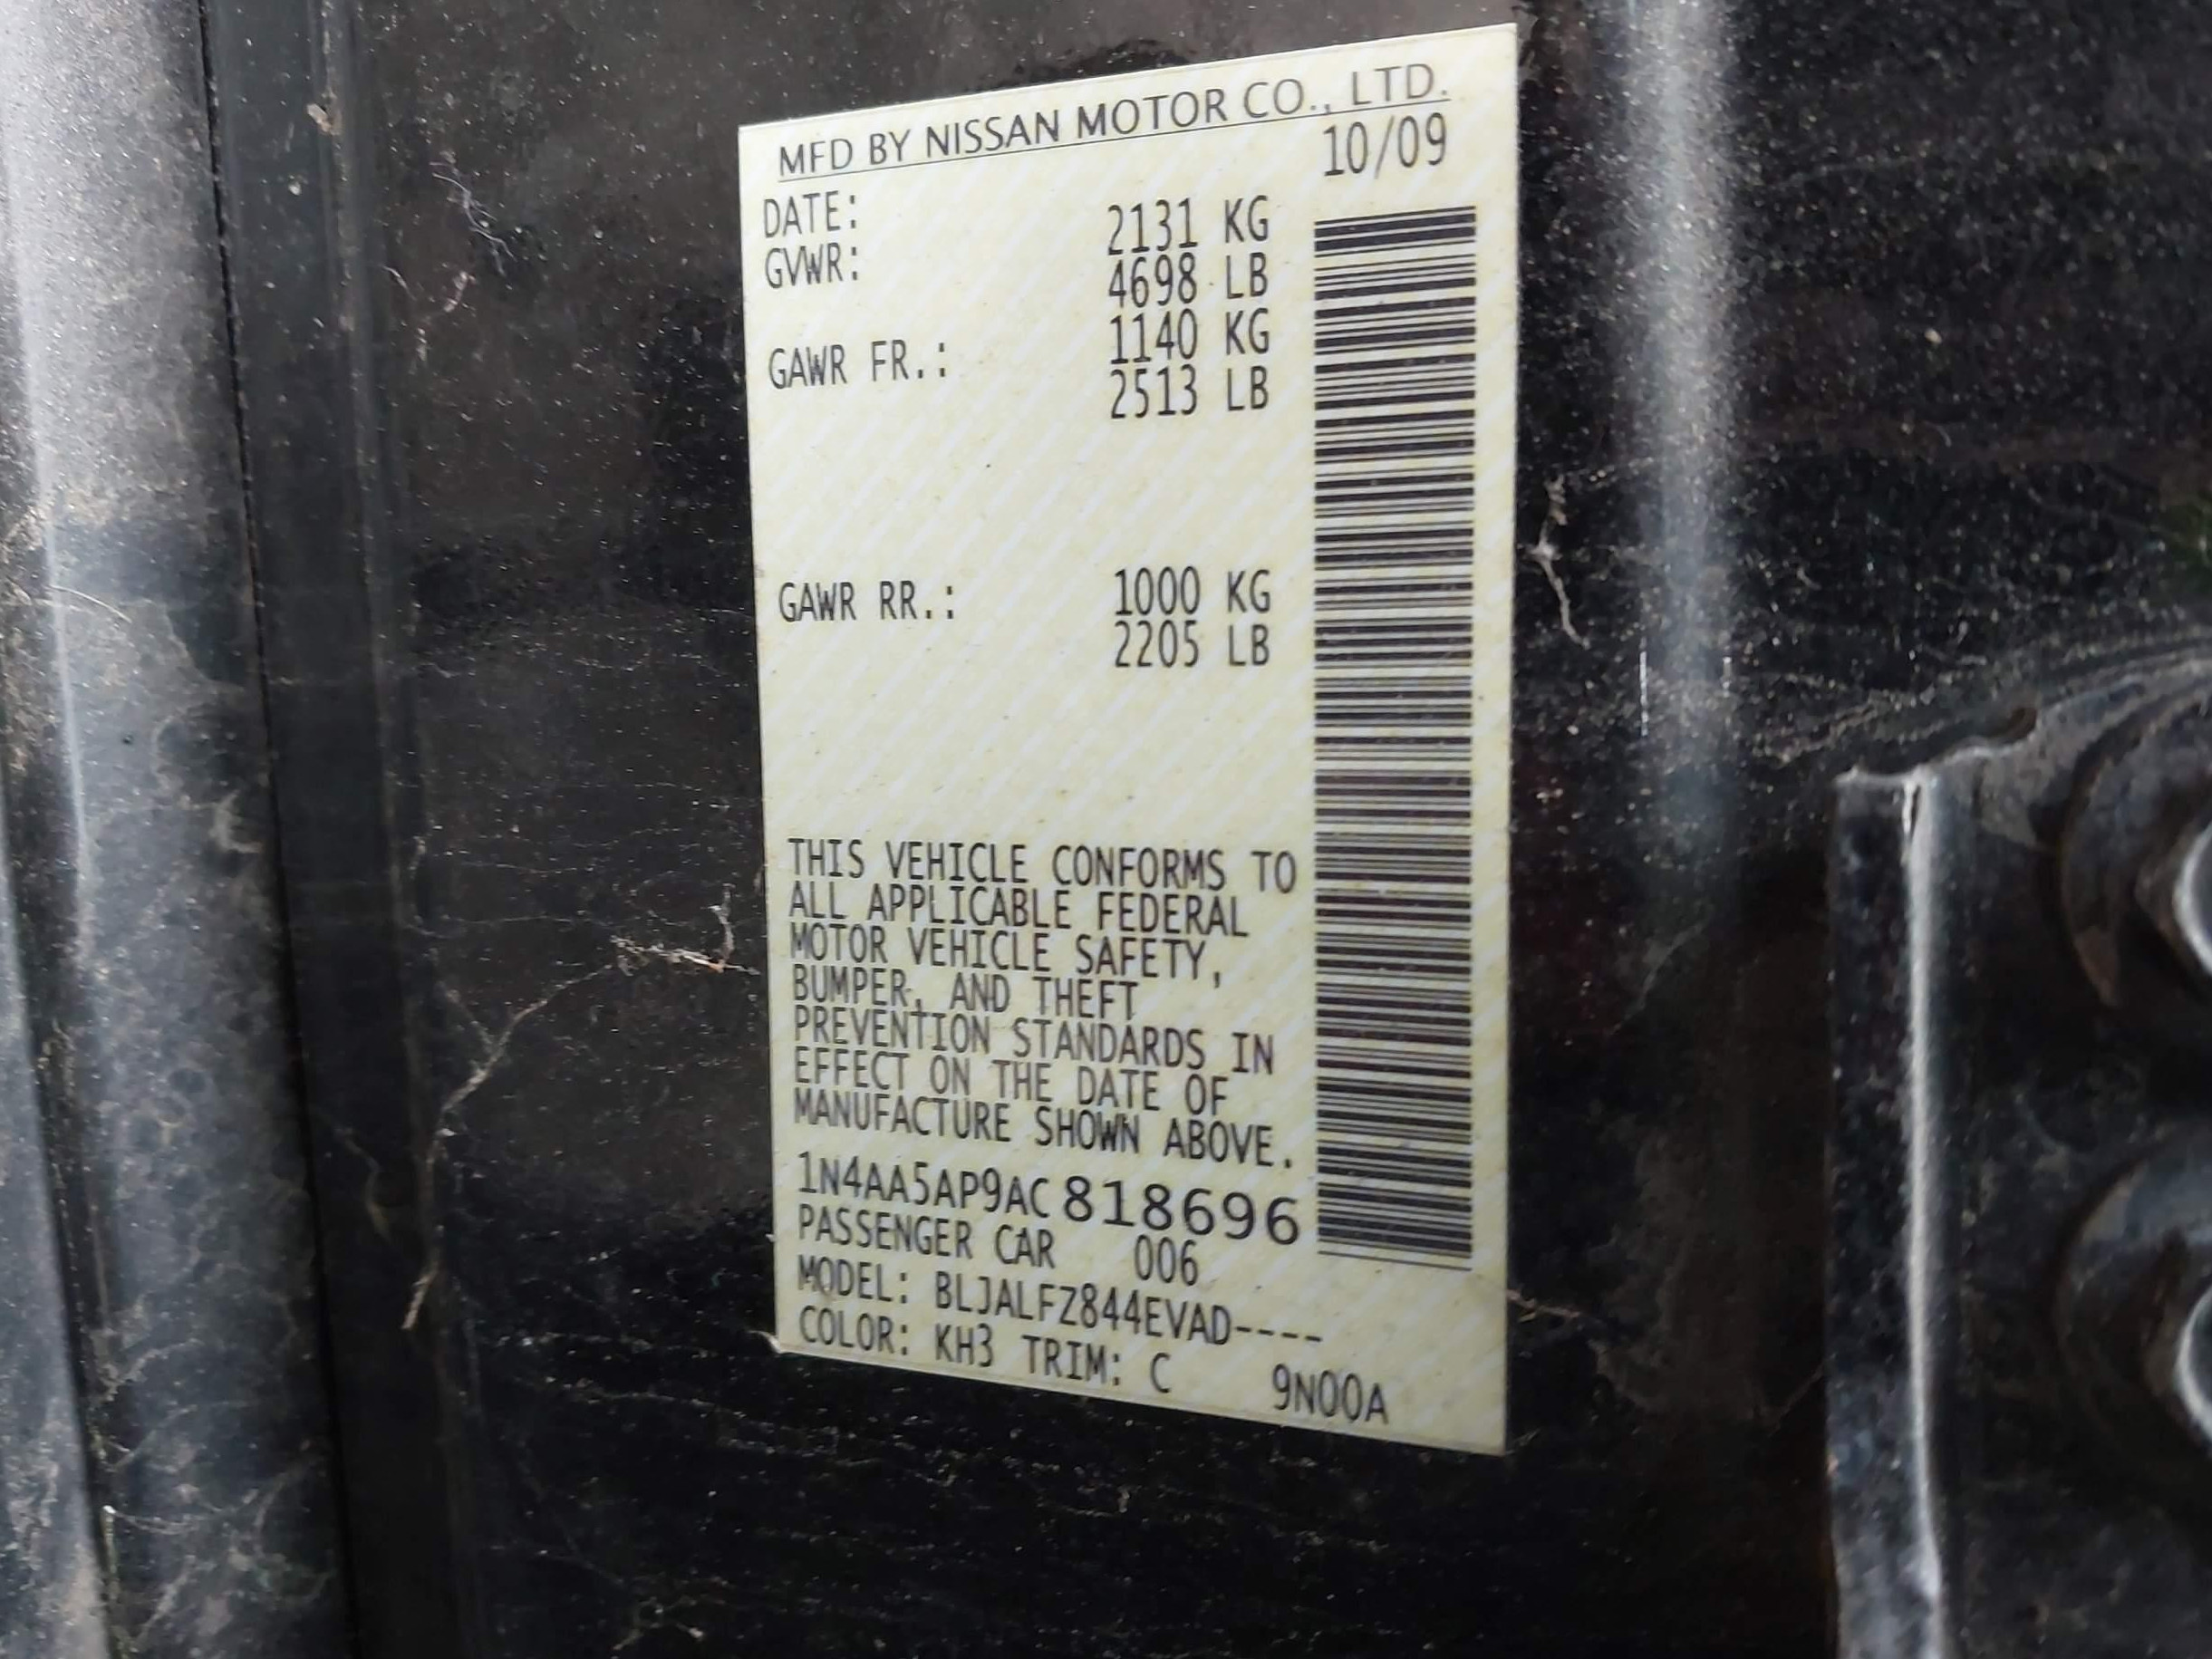 MFD BY NISSAN MOTOR CO., LTD.
DATE: 10/09
GVWR: 2131 KG
4698 LB
GAWR FR.: 1140 KG
2513 LB
GAWR RR.: 1000 KG
2205 LB
THIS VEHICLE CONFORMS TO
ALL APPLICABLE FEDERAL
MOTOR VEHICLE SAFETY,
BUMPER, AND THEFT
PREVENTION STANDARDS IN
EFFECT ON THE DATE OF
MANUFACTURE SHOWN ABOVE.
1N4AA5AP9AC818696
PASSENGER CAR 006
MODEL: BLJALFZ844EVAD----
COLOR: KH3 TRIM: C 9N00A